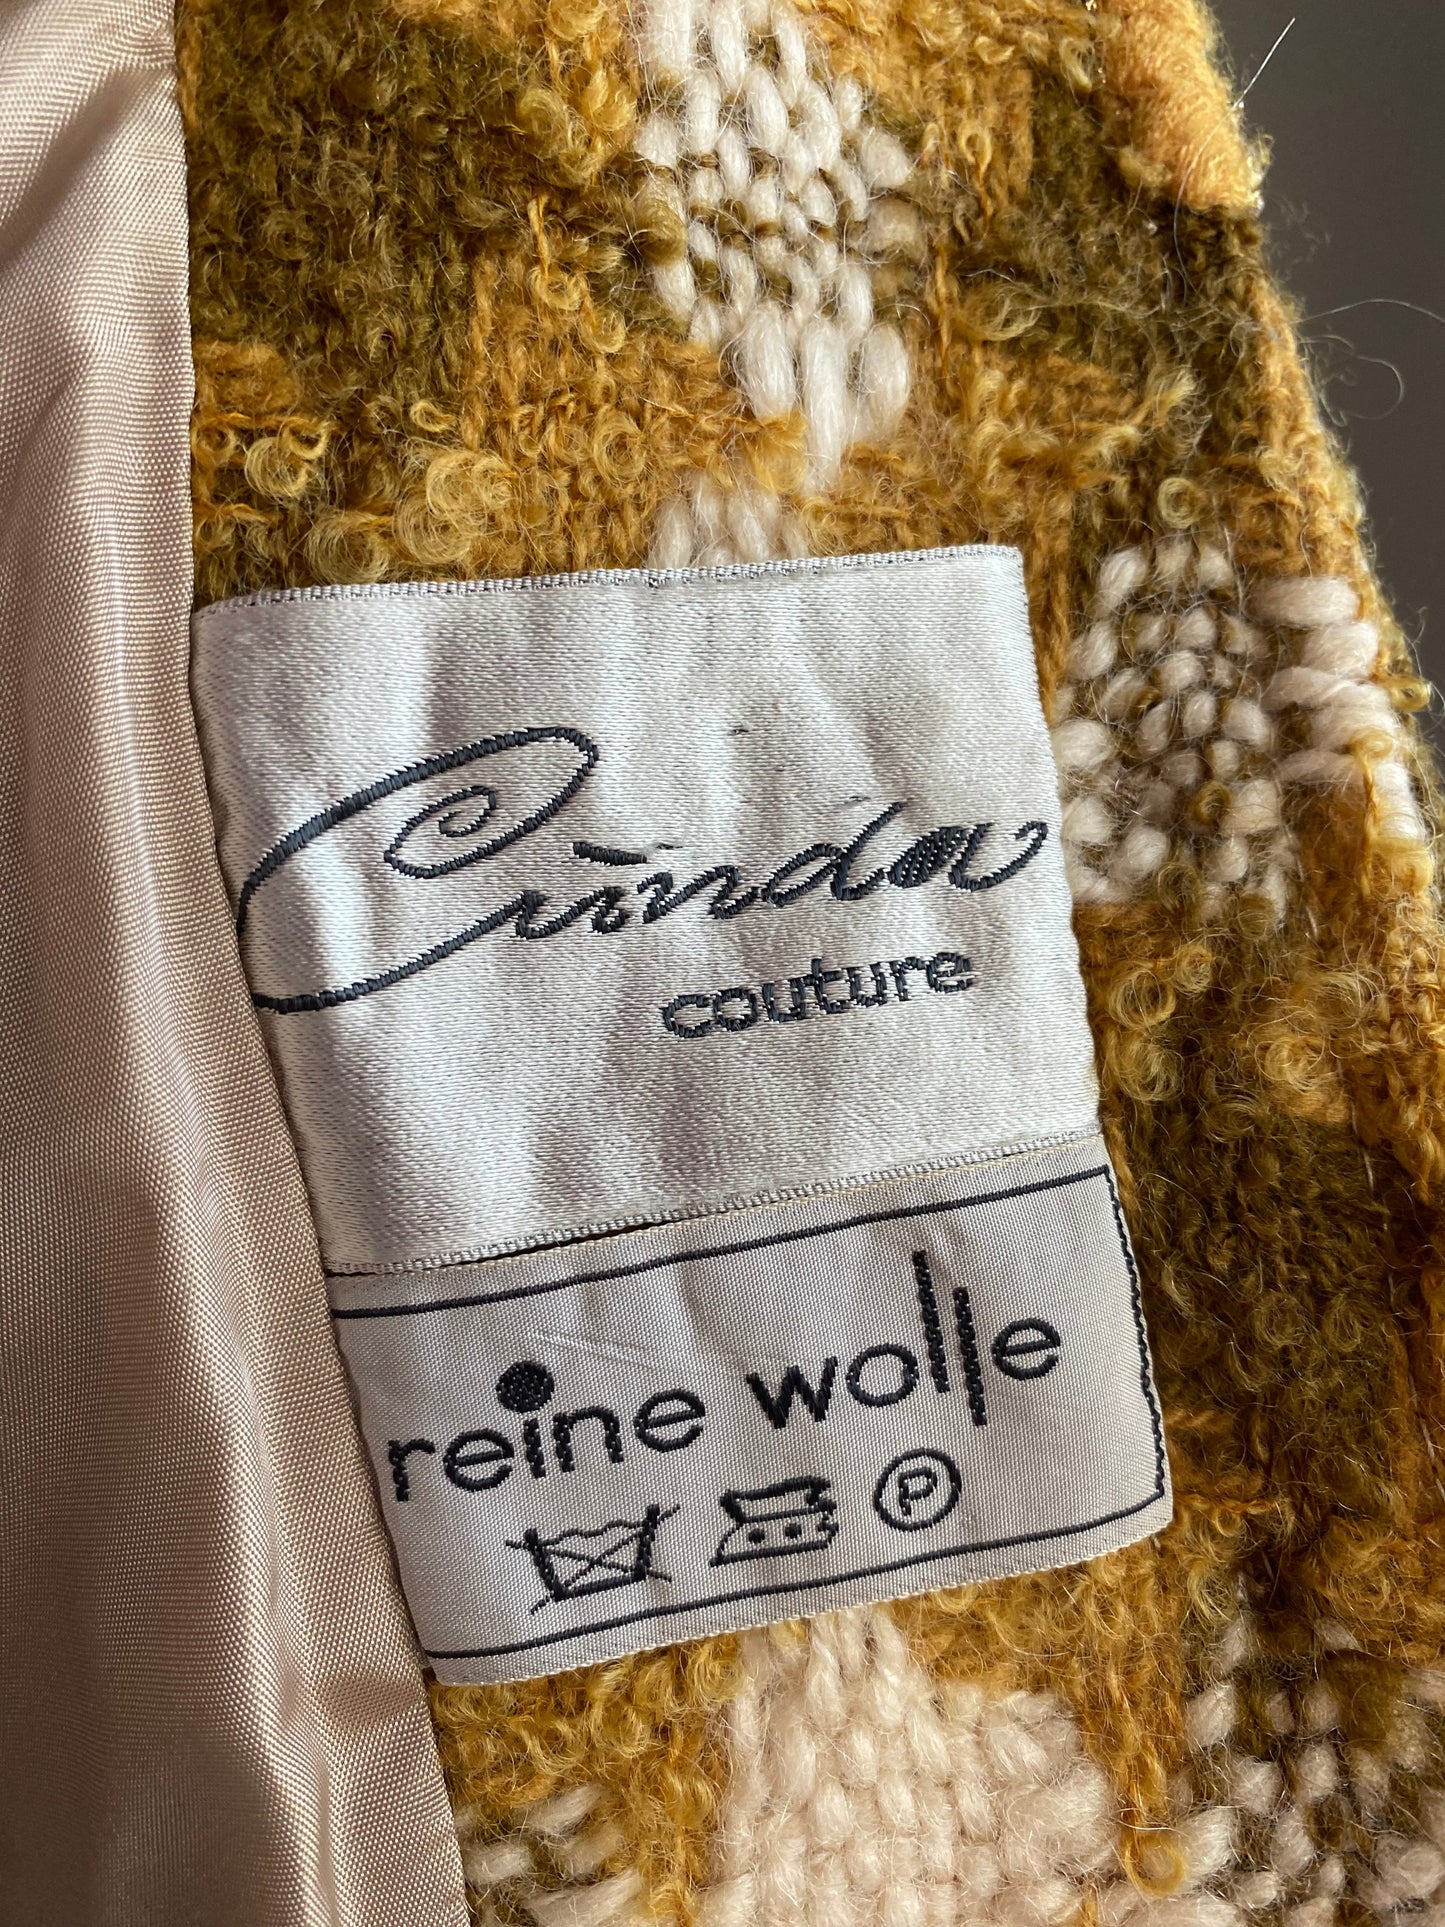 Cinda
couture
reine wolle
P